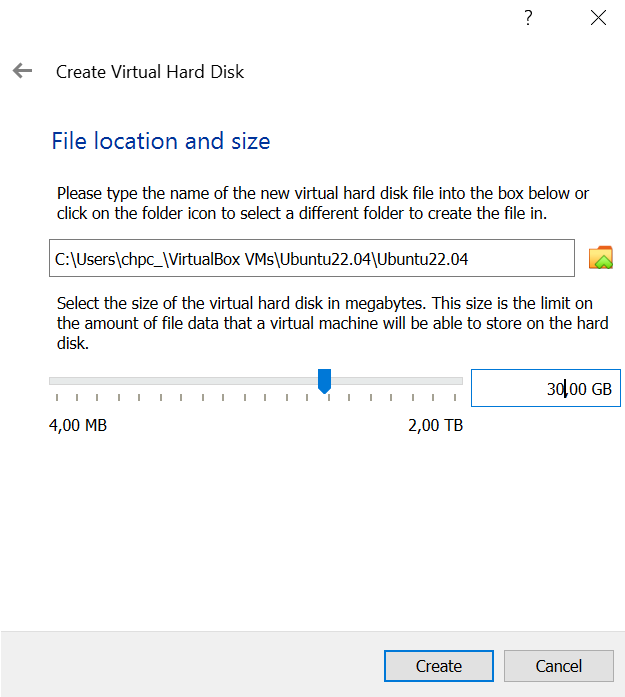 ?
Create Virtual Hard Disk
File location and size
Please type the name of the new virtual hard disk file into the box below or
click on the folder icon to select a different folder to create the file in.
C:\Users\chpc_\VirtualBox VMs\Ubuntu22.04\Ubuntu22.04
Select the size of the virtual hard disk in megabytes. This size is the limit on
the amount of file data that a virtual machine will be able to store on the hard
disk.
30,00 GB
4,00 MB
2,00 TB
Create
Cancel